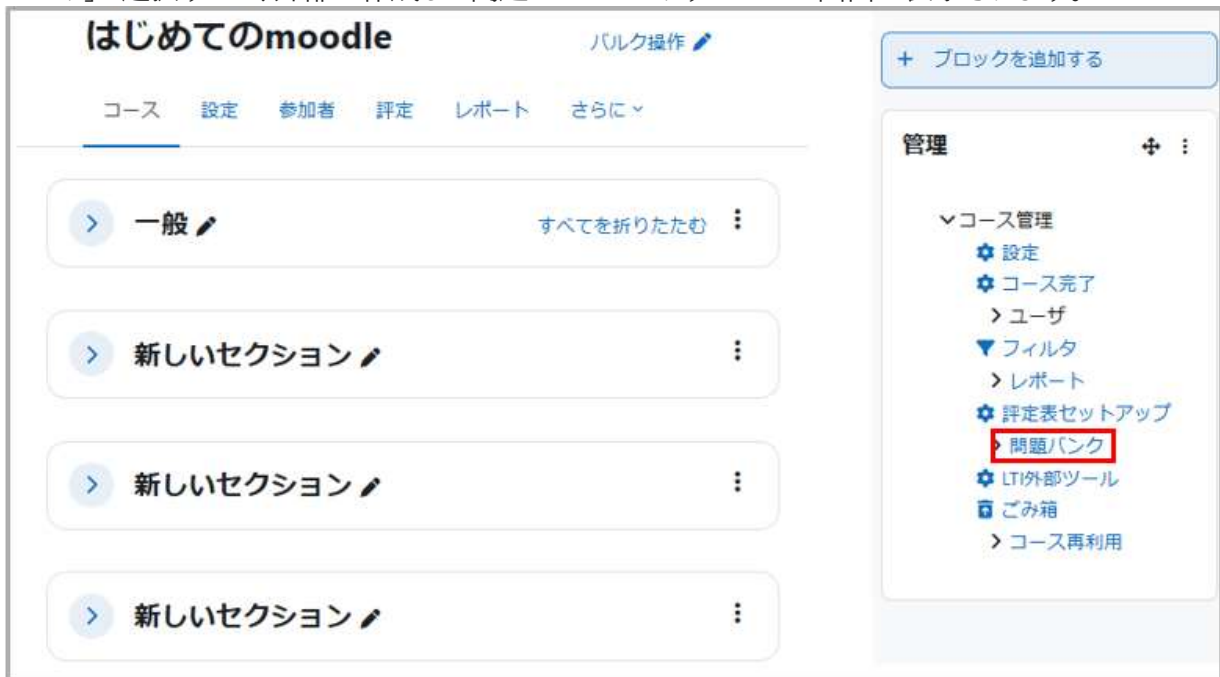 はじめてのmoodle
バルク操作
コース 設定 参加者 評定 レポート さらに
一般
すべてを折りたたむ
新しいセクション
新しいセクション
新しいセクション
+ ブロックを追加する
管理
コース管理
設定
コース完了
ユーザ
フィルタ
レポート
評定表セットアップ
問題バンク
LTI外部ツール
ごみ箱
コース再利用